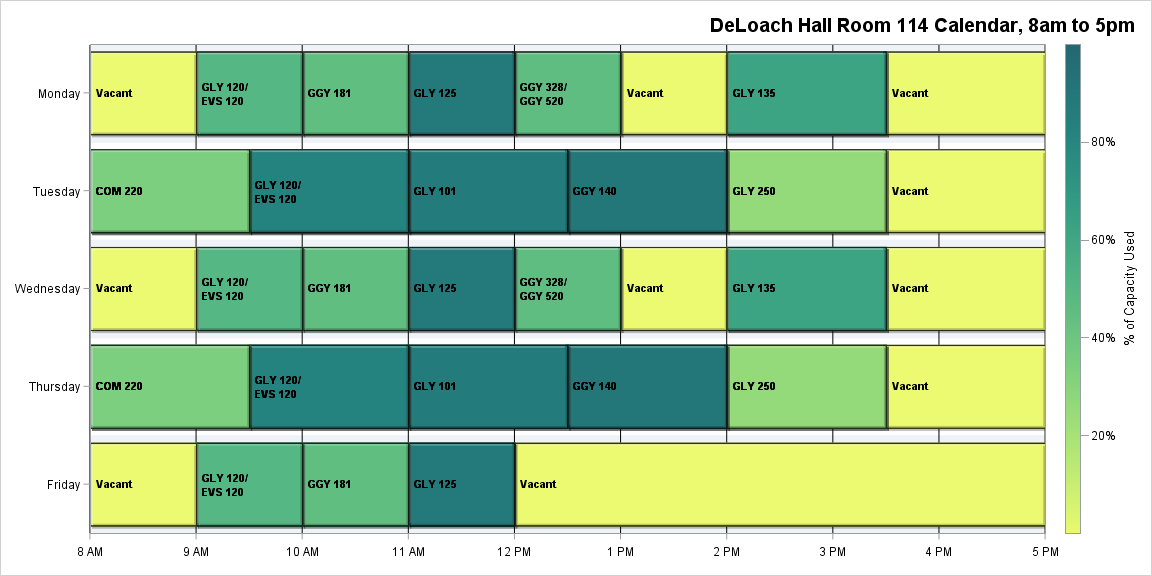 DeLoach Hall Room 114 Calendar, 8am to 5pm
Monday
Vacant
GLY 120/
EVS 120
GGY 181
GLY 125
GGY 328/
GGY 520
Vacant
GLY 135
Vacant
Tuesday
COM 220
GLY 120/
EVS 120
GLY 101
GGY 140
GLY 250
Vacant
Wednesday
Vacant
GLY 120/
EVS 120
GGY 181
GLY 125
GGY 328/
GGY 520
Vacant
GLY 135
Vacant
Thursday
COM 220
GLY 120/
EVS 120
GLY 101
GGY 140
GLY 250
Vacant
Friday
Vacant
GLY 120/
EVS 120
GGY 181
GLY 125
Vacant
8 AM
9 AM
10 AM
11 AM
12 PM
1 PM
2 PM
3 PM
4 PM
5 PM
80%
60%
40%
20%
% of Capacity Used